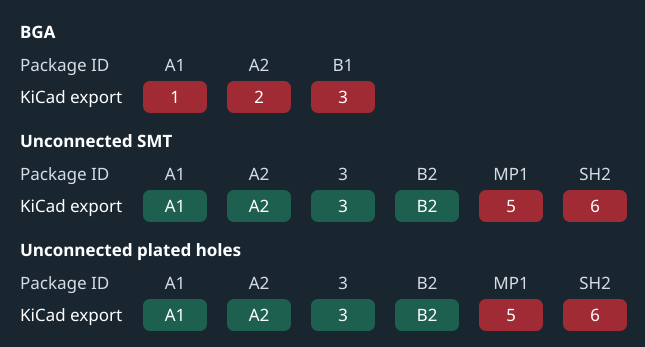 BGA
Package ID A1 A2 B1
KiCad export 1 2 3
Unconnected SMT
Package ID A1 A2 3 B2 MP1 SH2
KiCad export A1 A2 3 B2 5 6
Unconnected plated holes
Package ID A1 A2 3 B2 MP1 SH2
KiCad export A1 A2 3 B2 5 6